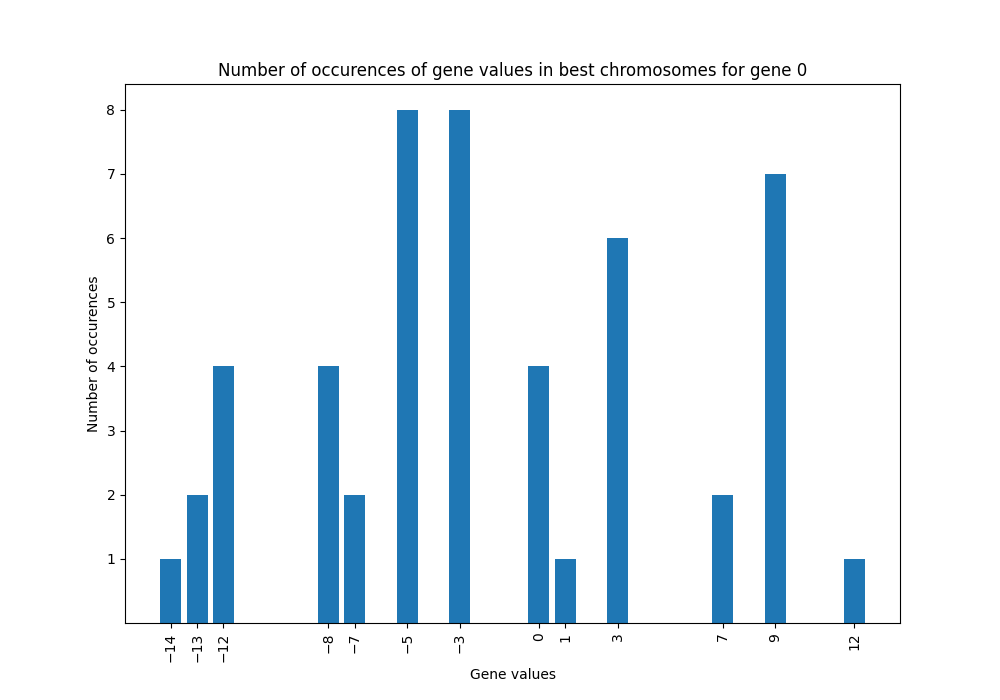 Number of occurences of gene values in best chromosomes for gene 0
Number of occurences
8
7
6
5
4
3
2
1
−14 −13 −12 −8 −7 −5 −3 0 1 3 7 9 12
Gene values